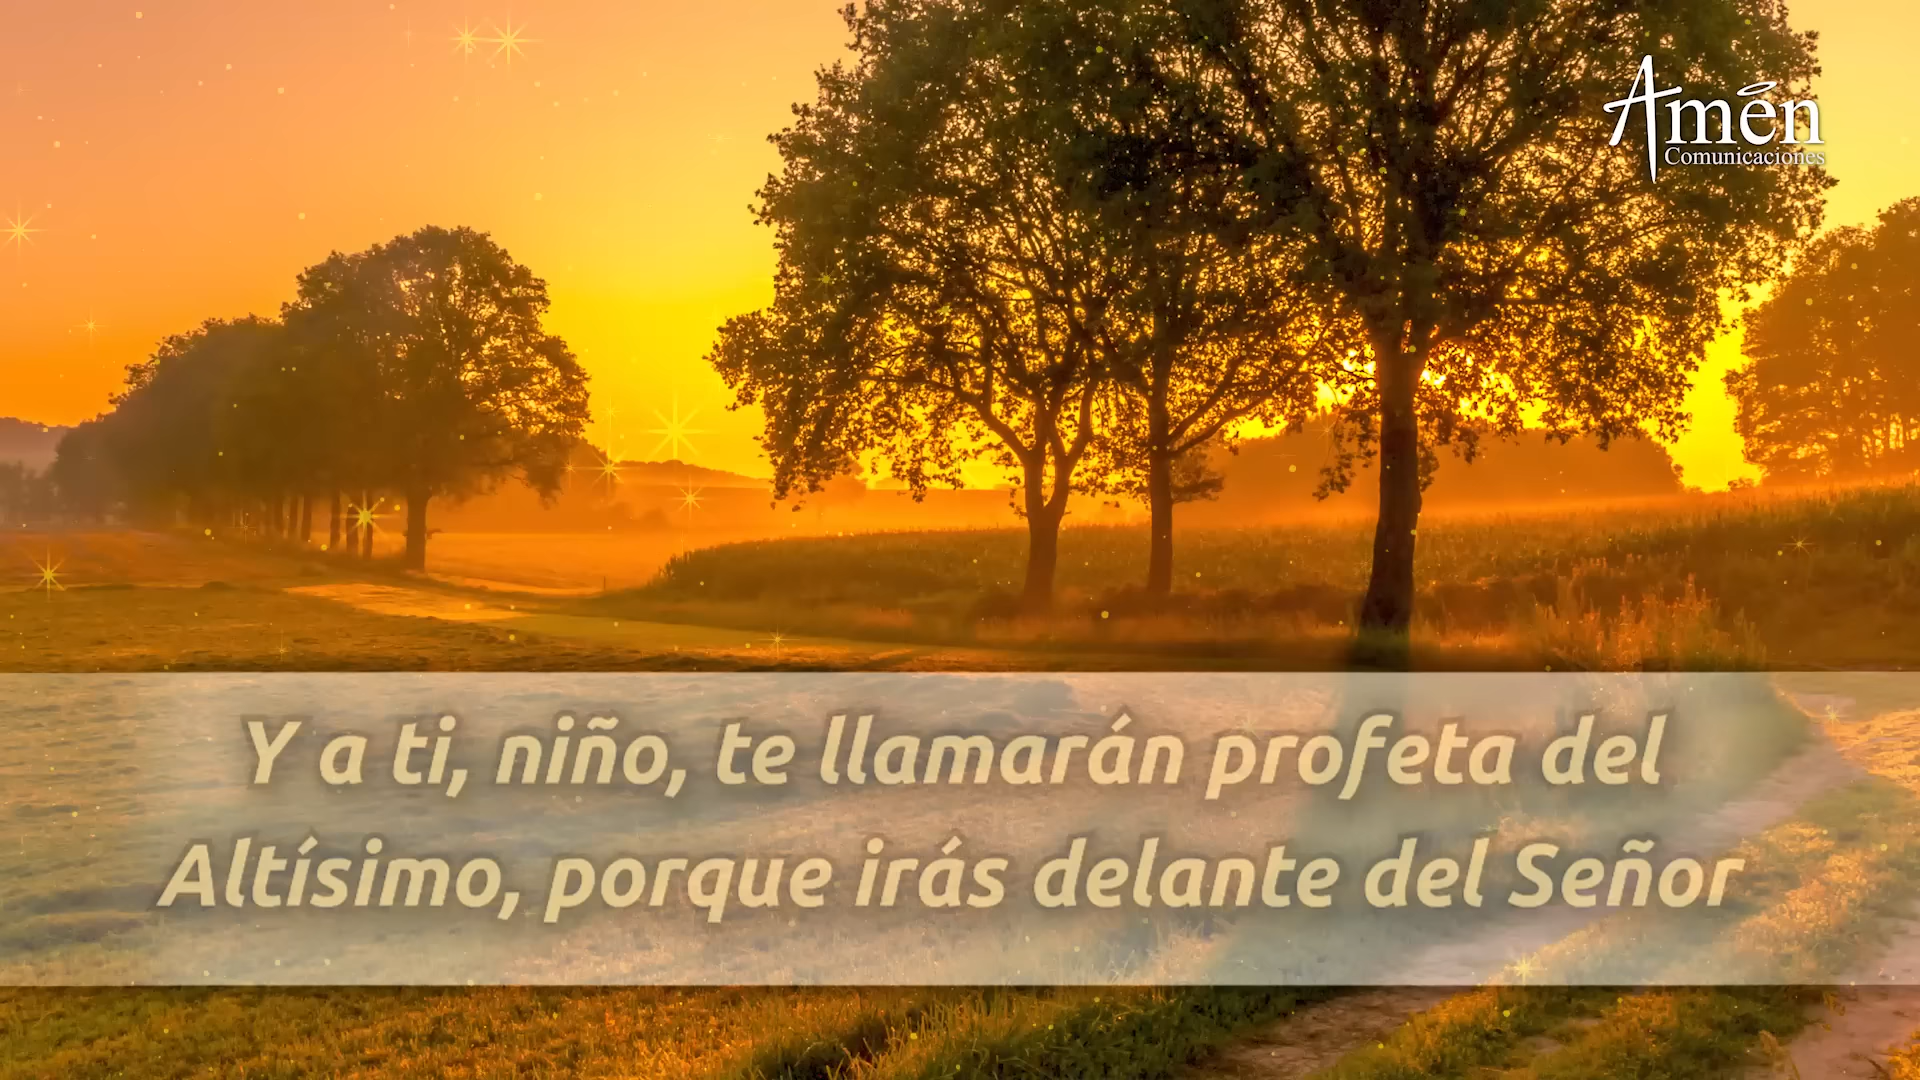 Amén
Comunicaciones
Y a ti, niño, te llamarán profeta del
Altísimo, porque irás delante del Señor